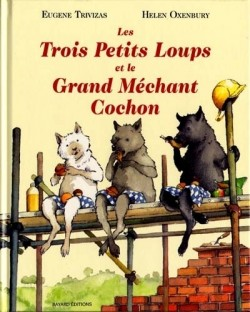 EUGENE TRIVIZAS HELEN OXENBURY
Les
Trois Petits Loups
et le
Grand Méchant
Cochon
BAYARD ÉDITIONS